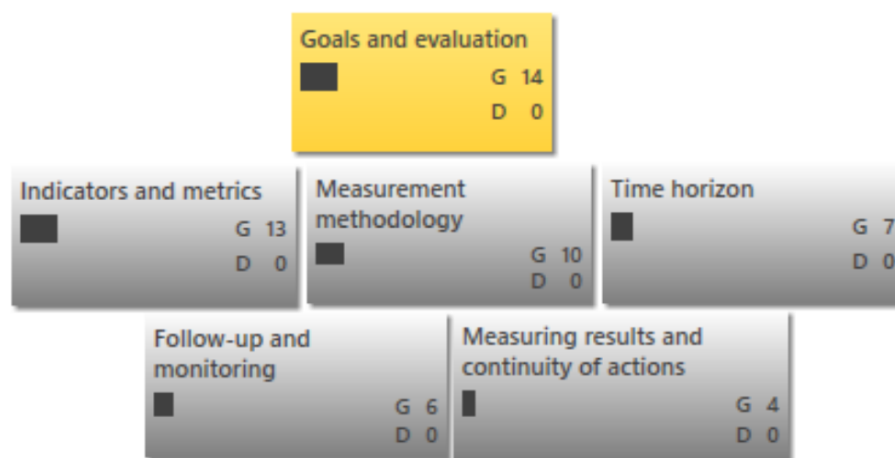 Goals and evaluation
G 14
D 0
Indicators and metrics
G 13
D 0
Measurement
methodology
G 10
D 0
Time horizon
G 7
D 0
Follow-up and
monitoring
G 6
D 0
Measuring results and
continuity of actions
G 4
D 0